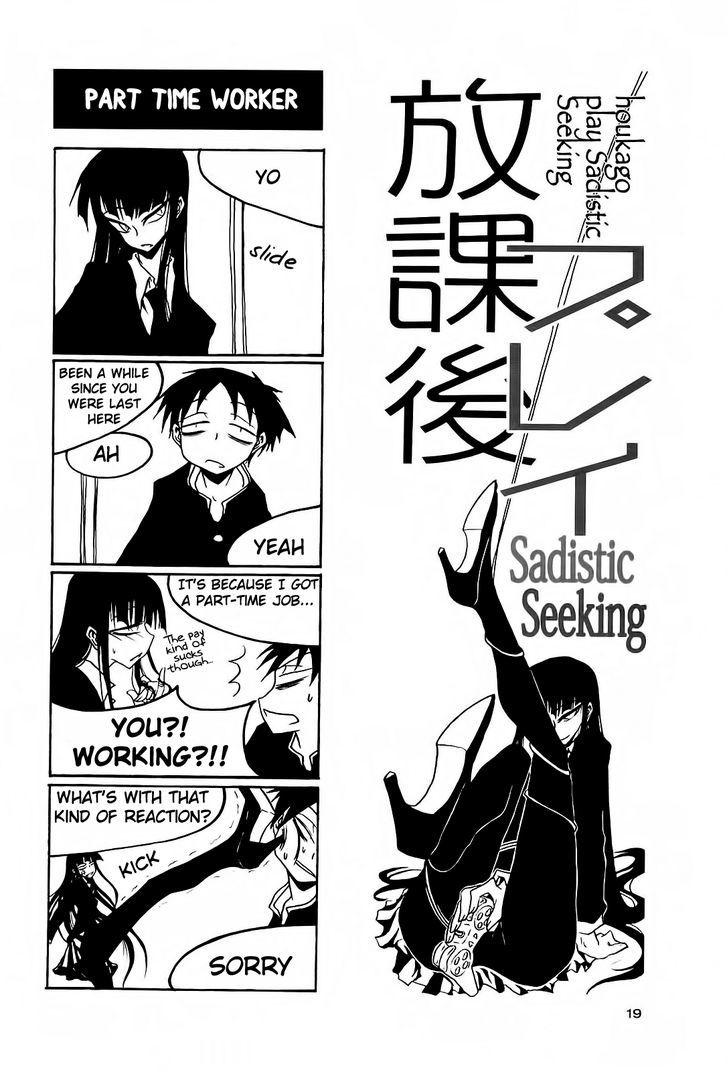 houkago
play Sadistic
Seeking
放課後
プレイ
Sadistic
Seeking
PART TIME WORKER
YO
slide
BEEN A WHILE
SINCE YOU
WERE LAST
HERE
AH
YEAH
IT'S BECAUSE I GOT
A PART-TIME JOB...
The pay
kind of
sucks
though...
YOU?!
WORKING?!!
WHAT'S WITH THAT
KIND OF REACTION?
KICK
SORRY
19